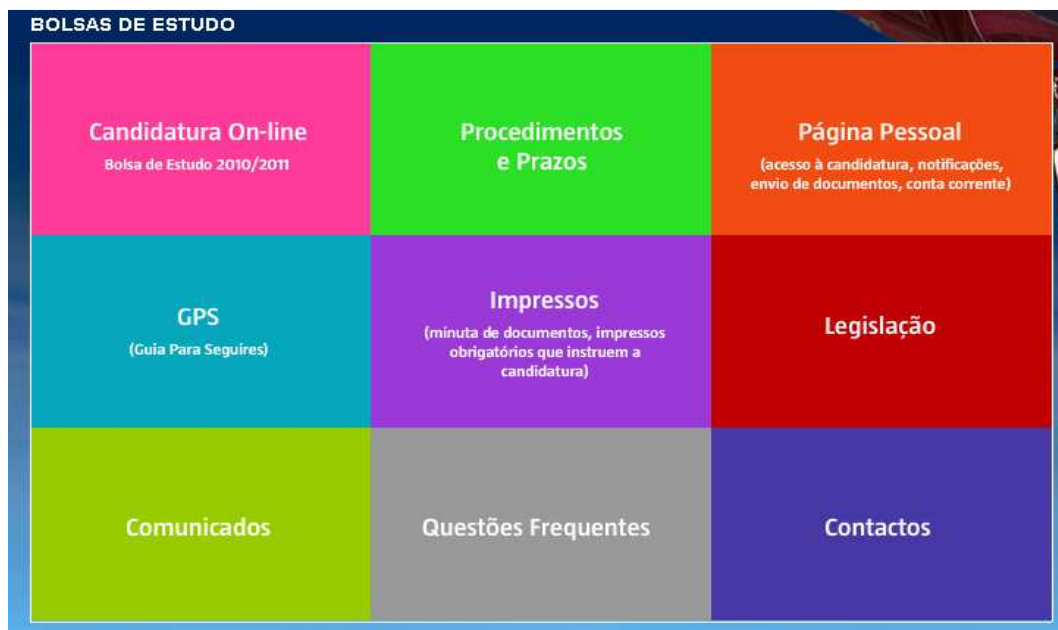 BOLSAS DE ESTUDO
Candidatura On-line
Bolsa de Estudo 2010/2011
Procedimentos
e Prazos
Página Pessoal
(acesso à candidatura, notificações,
envio de documentos, conta corrente)
GPS
(Guia Para Seguires)
Impressos
(minuta de documentos, impressos
obrigatórios que instruem a
candidatura)
Legislação
Comunicados
Questões Frequentes
Contactos